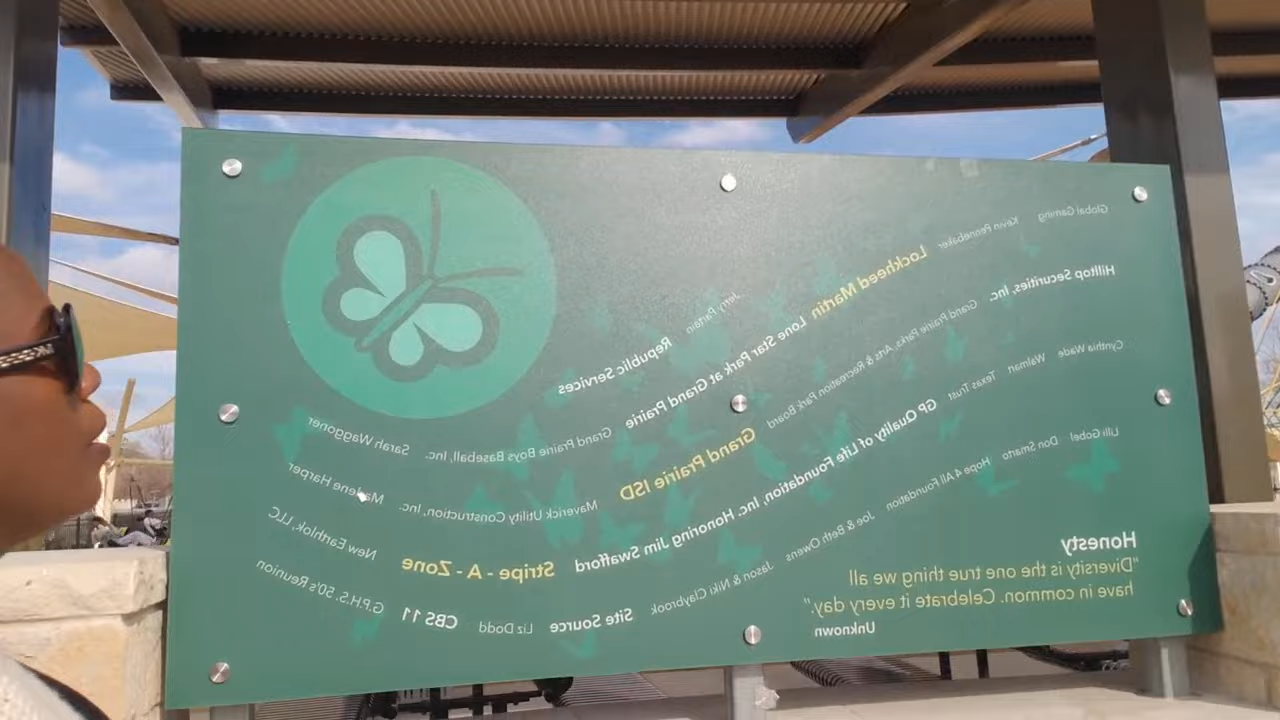 Jerry Partain Republic Services
Global Gaming Kevin Pennebaker Lockheed Martin Lone Star Park at Grand Prairie Grand Prairie Boys Baseball, Inc. Sarah Waggoner
Hilltop Securities, Inc. Grand Prairie Parks, Arts & Recreation Park Board Grand Prairie ISD Maverick Utility Construction, Inc. Marlene Harper
Cynthia Wade Walmart Texas Trust GP Quality of Life Foundation, Inc. Honoring Jim Swafford Stripe - A - Zone New Earthlok, LLC
Lilli Gobel Don Smarto Hope 4 All Foundation Joe & Beth Owens Jason & Niki Claybrook Site Source Liz Dodd CBS 11 G.P.H.S. 50's Reunion
Honesty
"Diversity is the one true thing we all
have in common. Celebrate it every day."
Unknown